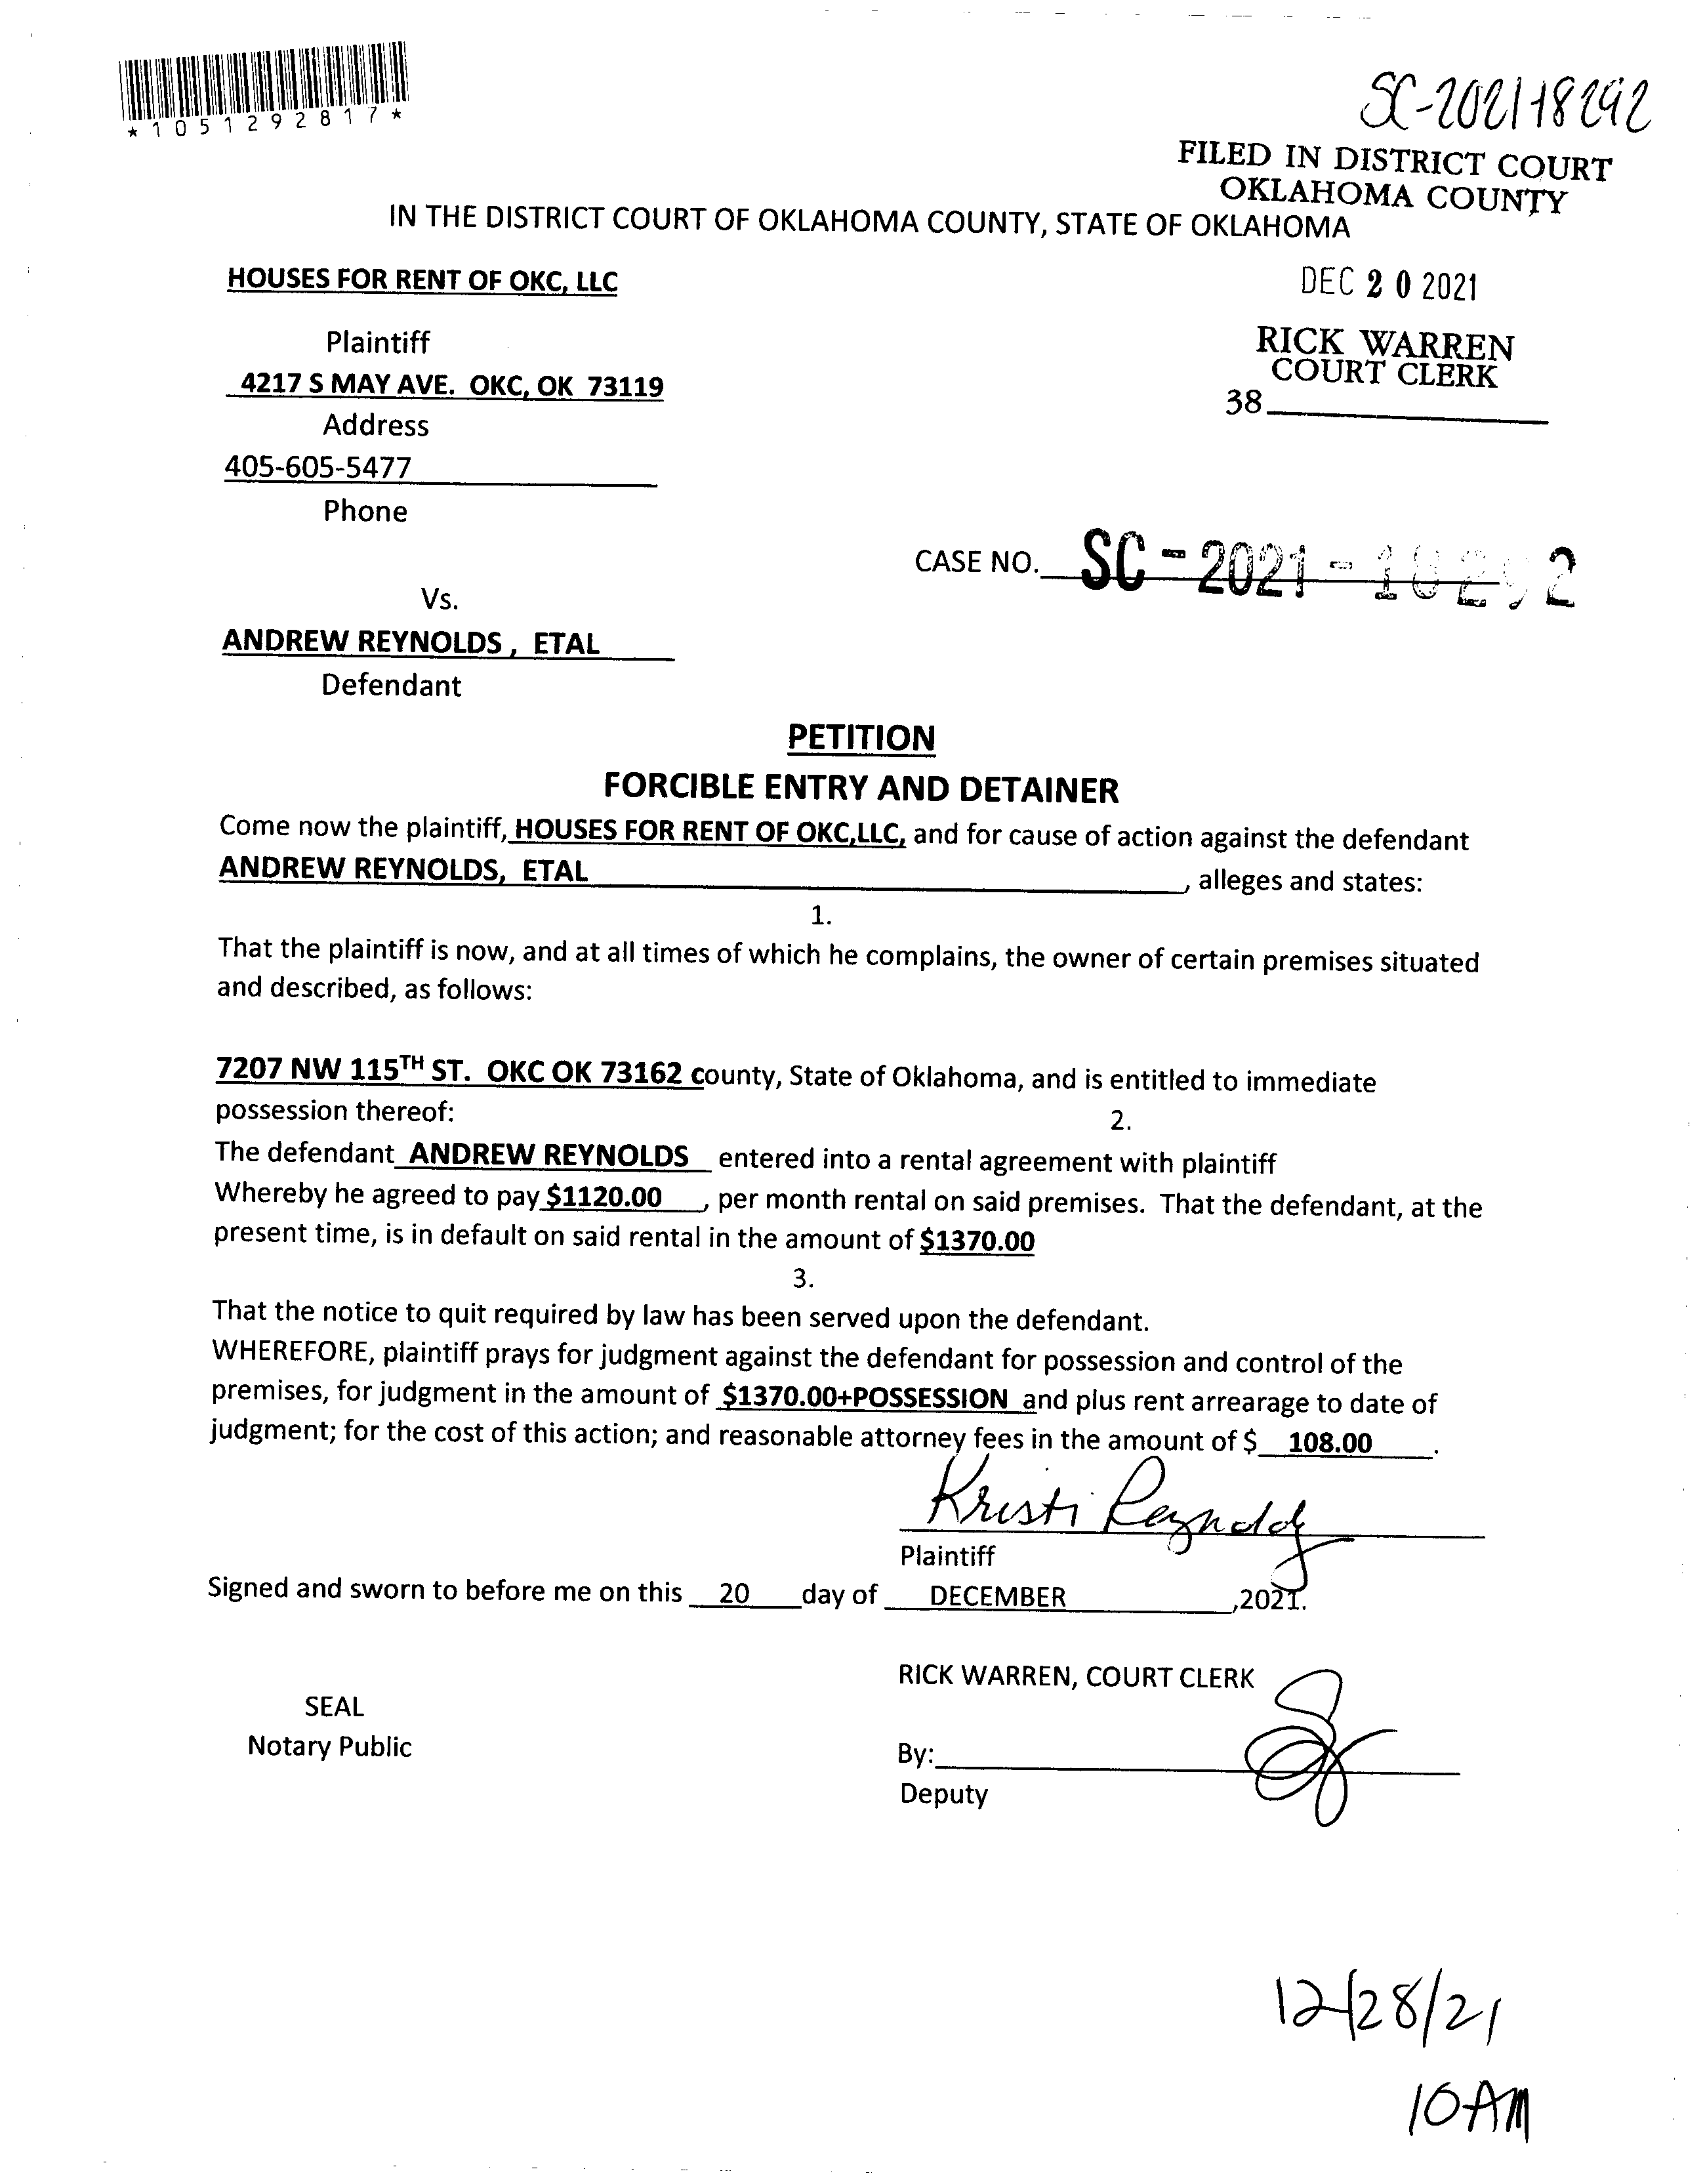 *1051292817*
SC-2021-18292
FILED IN DISTRICT COURT
OKLAHOMA COUNTY
IN THE DISTRICT COURT OF OKLAHOMA COUNTY, STATE OF OKLAHOMA
HOUSES FOR RENT OF OKC, LLC
DEC 20 2021
Plaintiff
RICK WARREN
COURT CLERK
4217 S MAY AVE. OKC, OK 73119
38
Address
405-605-5477
Phone
CASE NO. SC-2021-18292
Vs.
ANDREW REYNOLDS , ETAL
Defendant
PETITION
FORCIBLE ENTRY AND DETAINER
Come now the plaintiff, HOUSES FOR RENT OF OKC,LLC, and for cause of action against the defendant
ANDREW REYNOLDS, ETAL , alleges and states:
1.
That the plaintiff is now, and at all times of which he complains, the owner of certain premises situated
and described, as follows:
7207 NW 115TH ST. OKC OK 73162 county, State of Oklahoma, and is entitled to immediate
possession thereof:
2.
The defendant ANDREW REYNOLDS entered into a rental agreement with plaintiff
Whereby he agreed to pay $1120.00 , per month rental on said premises. That the defendant, at the
present time, is in default on said rental in the amount of $1370.00
3.
That the notice to quit required by law has been served upon the defendant.
WHEREFORE, plaintiff prays for judgment against the defendant for possession and control of the
premises, for judgment in the amount of $1370.00+POSSESSION and plus rent arrearage to date of
judgment; for the cost of this action; and reasonable attorney fees in the amount of $ 108.00 .
Kristi Reynolds
Plaintiff
Signed and sworn to before me on this 20 day of DECEMBER ,2021.
RICK WARREN, COURT CLERK
SEAL
Notary Public
By:
Deputy
12/28/21
10AM